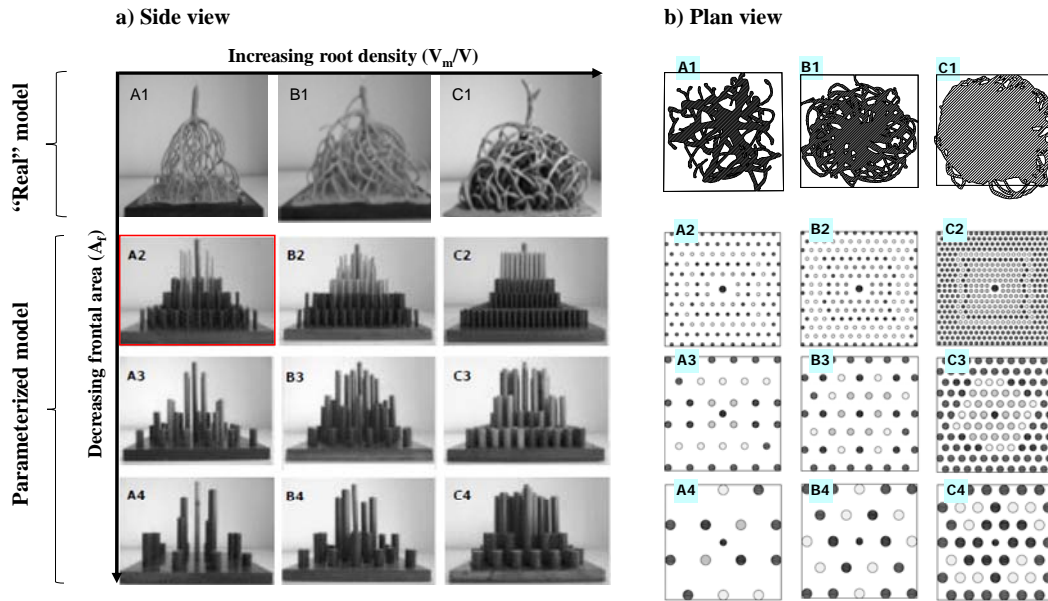 a) Side view
b) Plan view
Increasing root density (Vm/V)
"Real" model
Parameterized model
Decreasing frontal area (Af)
A1 B1 C1
A2 B2 C2
A3 B3 C3
A4 B4 C4
A1 B1 C1
A2 B2 C2
A3 B3 C3
A4 B4 C4